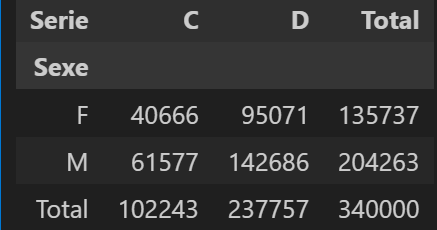 Serie C D Total
Sexe
F 40666 95071 135737
M 61577 142686 204263
Total 102243 237757 340000